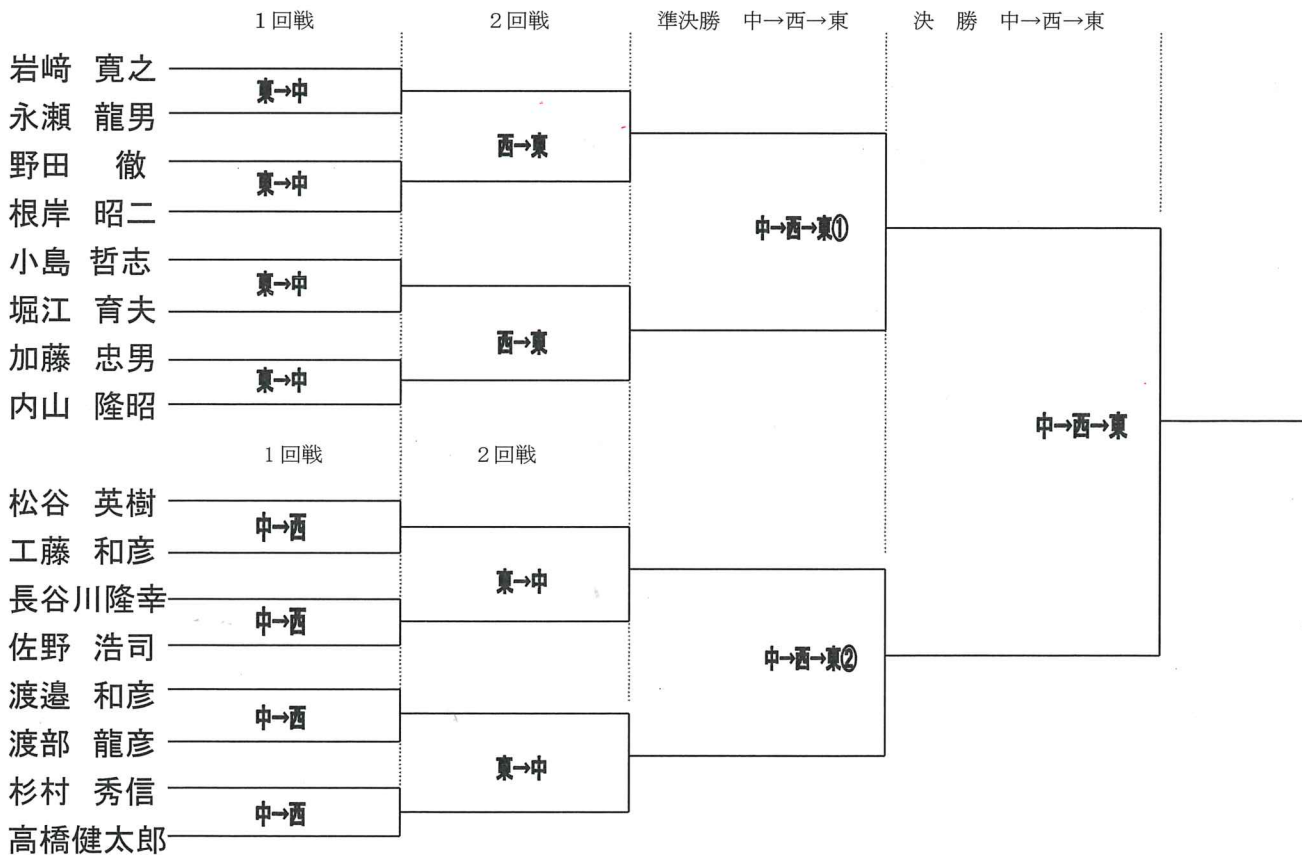 1回戦 2回戦 準決勝 中→西→東 決 勝 中→西→東
岩﨑 寛之
東→中
永瀬 龍男
西→東
野田 徹
東→中
根岸 昭二
中→西→東①
小島 哲志
東→中
堀江 育夫
西→東
加藤 忠男
東→中
内山 隆昭
中→西→東
1回戦 2回戦
松谷 英樹
中→西
工藤 和彦
東→中
長谷川隆幸
中→西
佐野 浩司
中→西→東②
渡邉 和彦
中→西
渡部 龍彦
東→中
杉村 秀信
中→西
高橋健太郎